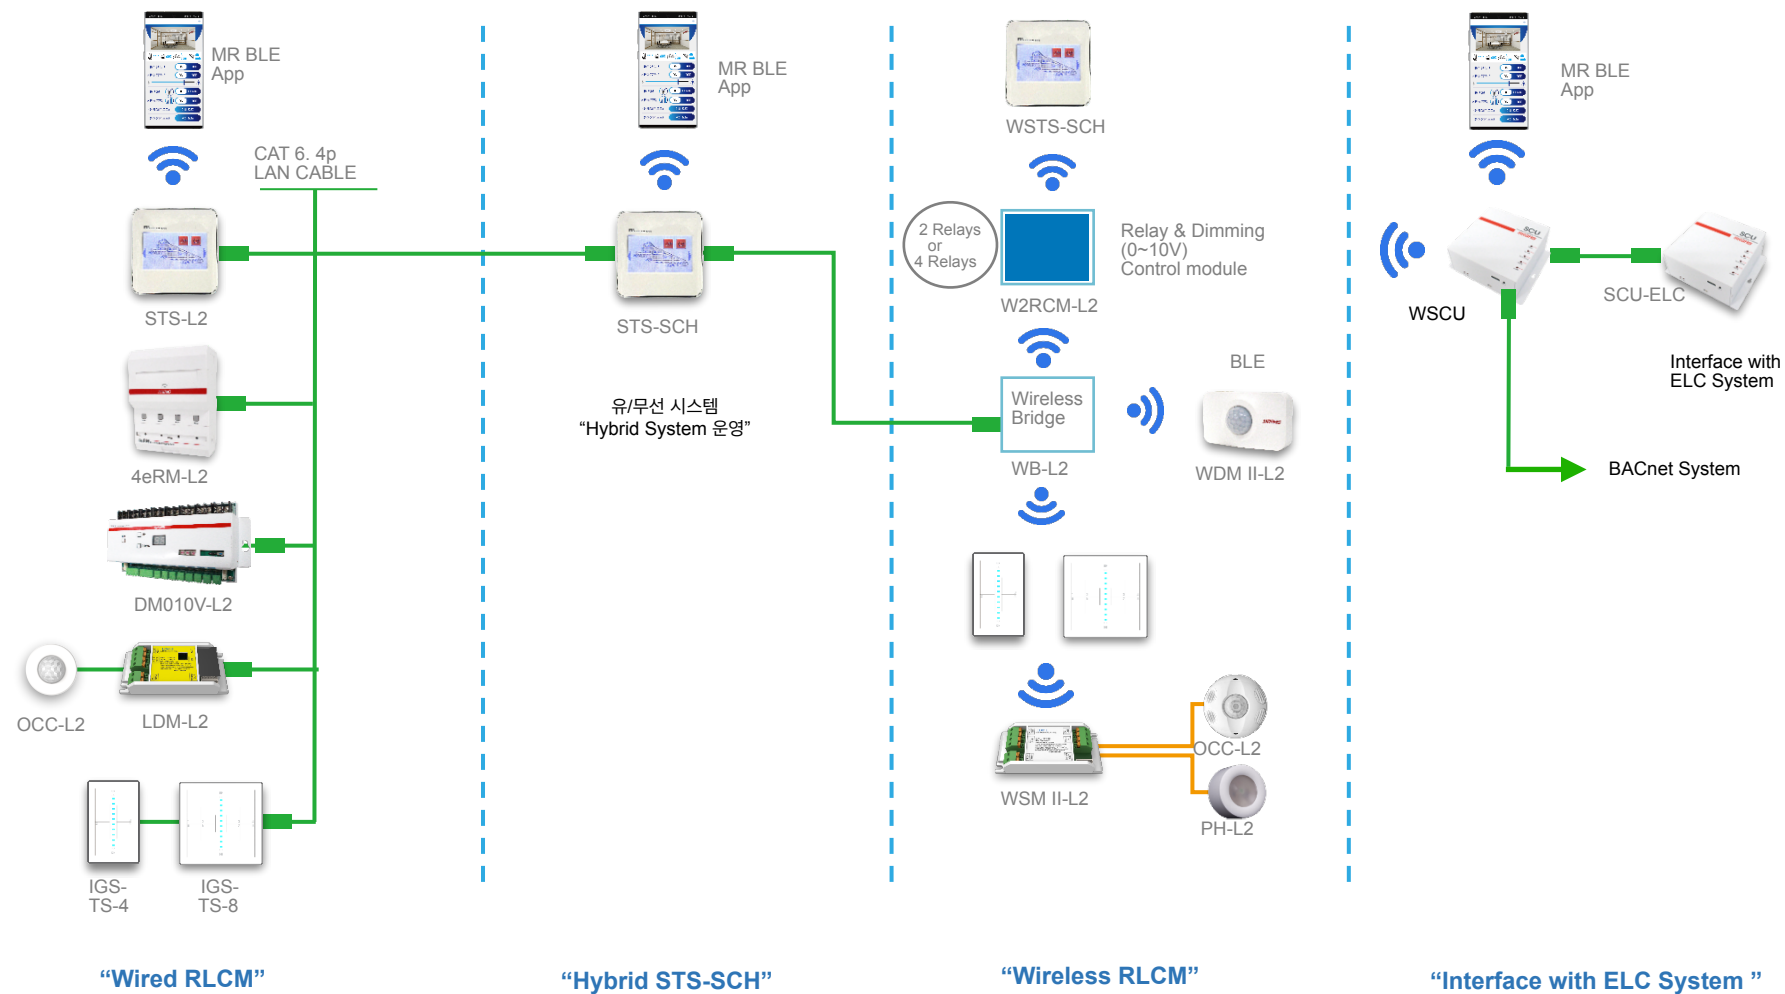 MR BLE
App
CAT 6. 4p
LAN CABLE
STS-L2
4eRM-L2
DM010V-L2
OCC-L2
LDM-L2
IGS-
TS-4
IGS-
TS-8
“Wired RLCM”
MR BLE
App
STS-SCH
유/무선 시스템
“Hybrid System 운영”
“Hybrid STS-SCH”
WSTS-SCH
2 Relays
or
4 Relays
Relay & Dimming
(0~10V)
Control module
W2RCM-L2
BLE
Wireless
Bridge
WB-L2
WDM II-L2
OCC-L2
WSM II-L2
PH-L2
“Wireless RLCM”
MR BLE
App
SCU
SCU
WSCU
SCU-ELC
Interface with
ELC System
BACnet System
“Interface with ELC System ”